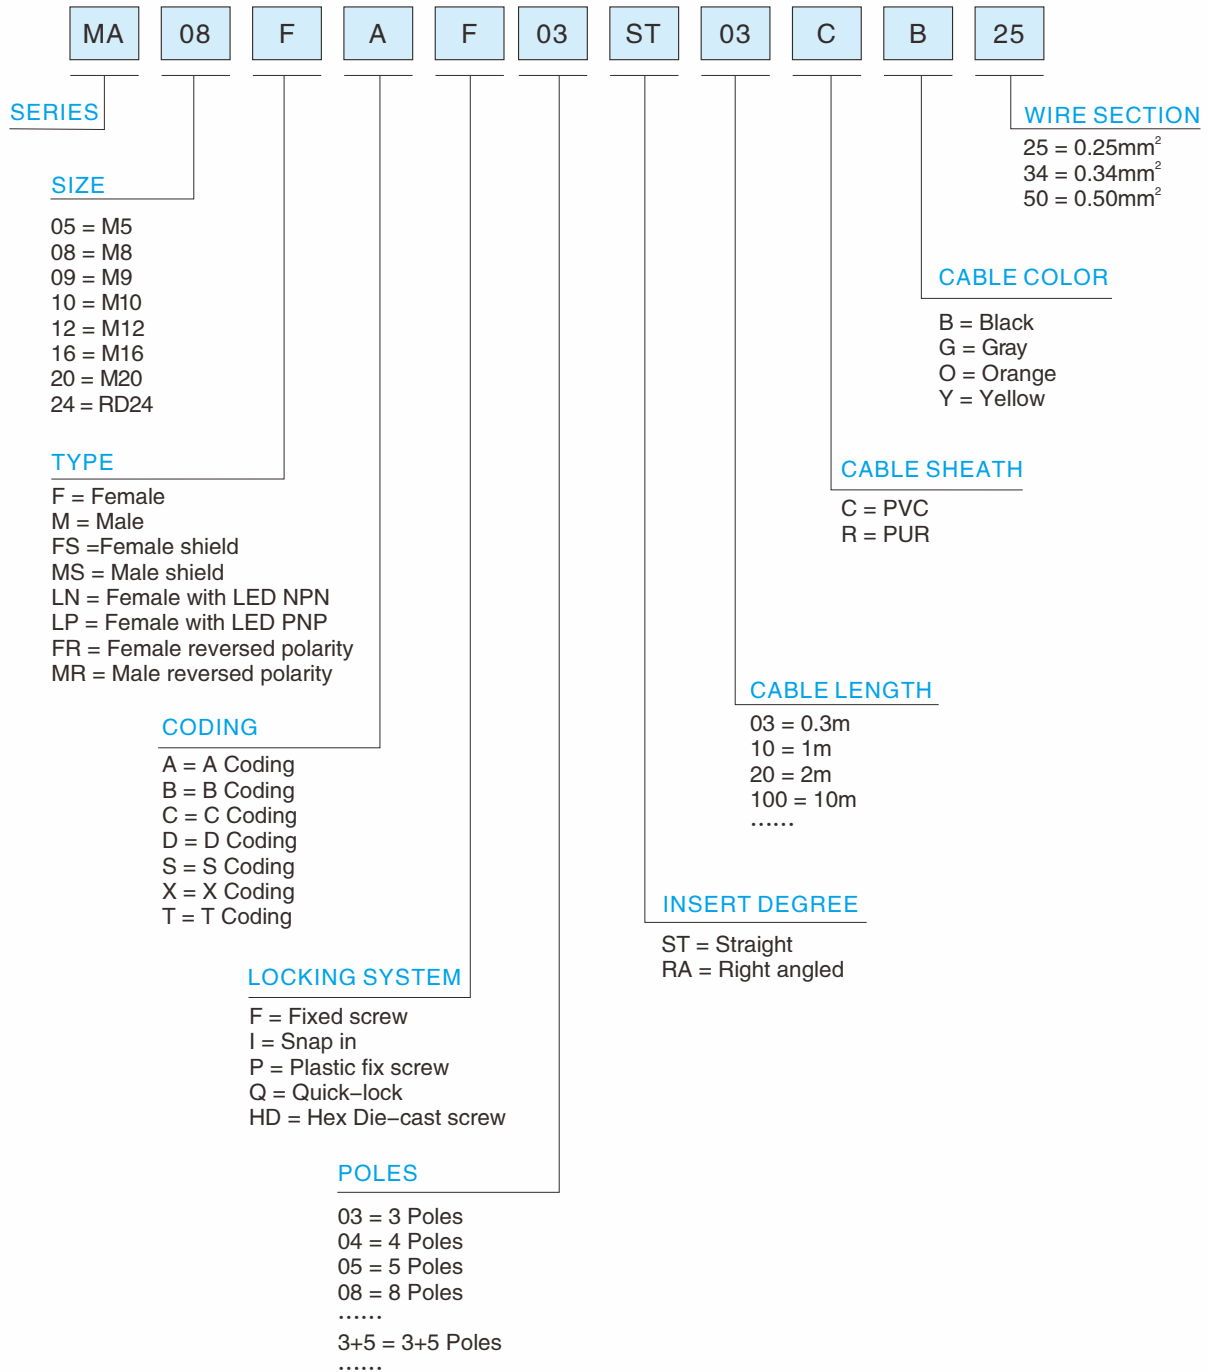 MA 08 F A F 03 ST 03 C B 25
SERIES
WIRE SECTION
25 = 0.25mm²
34 = 0.34mm²
50 = 0.50mm²
SIZE
05 = M5
08 = M8
09 = M9
10 = M10
12 = M12
16 = M16
20 = M20
24 = RD24
CABLE COLOR
B = Black
G = Gray
O = Orange
Y = Yellow
TYPE
F = Female
M = Male
FS =Female shield
MS = Male shield
LN = Female with LED NPN
LP = Female with LED PNP
FR = Female reversed polarity
MR = Male reversed polarity
CABLE SHEATH
C = PVC
R = PUR
CABLE LENGTH
03 = 0.3m
10 = 1m
20 = 2m
100 = 10m
……
CODING
A = A Coding
B = B Coding
C = C Coding
D = D Coding
S = S Coding
X = X Coding
T = T Coding
INSERT DEGREE
ST = Straight
RA = Right angled
LOCKING SYSTEM
F = Fixed screw
I = Snap in
P = Plastic fix screw
Q = Quick–lock
HD = Hex Die–cast screw
POLES
03 = 3 Poles
04 = 4 Poles
05 = 5 Poles
08 = 8 Poles
……
3+5 = 3+5 Poles
……